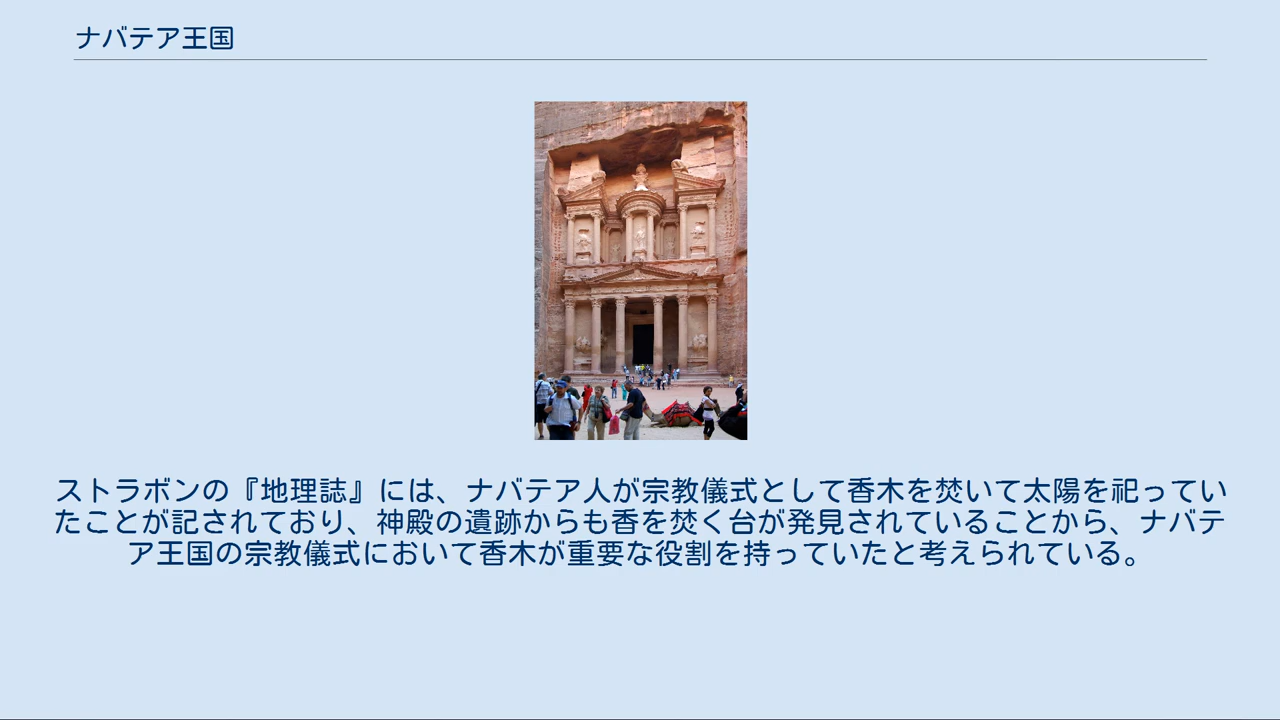 ナバテア王国
ストラボンの『地理誌』には、ナバテア人が宗教儀式として香木を焚いて太陽を祀ってい
たことが記されており、神殿の遺跡からも香を焚く台が発見されていることから、ナバテ
ア王国の宗教儀式において香木が重要な役割を持っていたと考えられている。